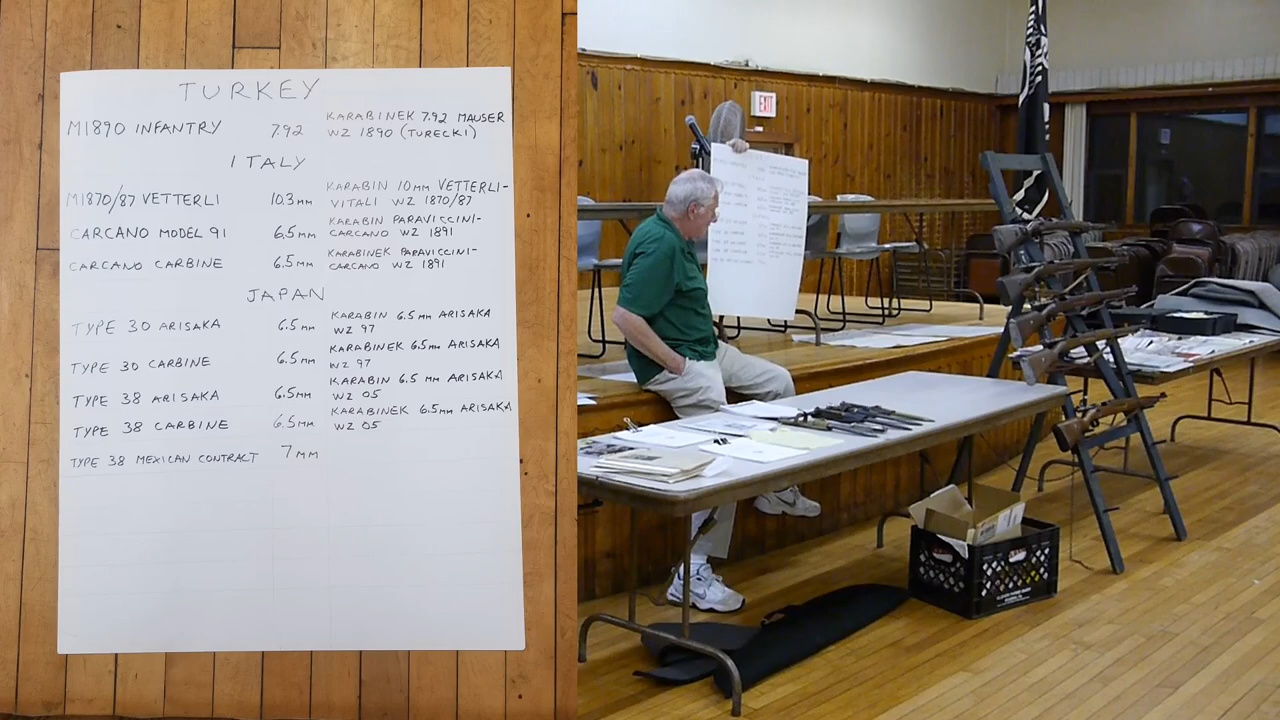 TURKEY
M1890 INFANTRY 7.92 KARABINEK 7.92 MAUSER
WZ 1890 (TURECKI)
ITALY
M1870/87 VETTERLI 10.3MM KARABIN 10MM VETTERLI-
VITALI WZ 1870/87
CARCANO MODEL 91 6.5MM KARABIN PARAVICCINI-
CARCANO WZ 1891
CARCANO CARBINE 6.5MM KARABINEK PARAVICCINI-
CARCANO WZ 1891
JAPAN
TYPE 30 ARISAKA 6.5MM KARABIN 6.5MM ARISAKA
WZ 97
TYPE 30 CARBINE 6.5MM KARABINEK 6.5MM ARISAKA
WZ 97
TYPE 38 ARISAKA 6.5MM KARABIN 6.5 MM ARISAKA
WZ 05
TYPE 38 CARBINE 6.5MM KARABINEK 6.5MM ARISAKA
WZ 05
TYPE 38 MEXICAN CONTRACT 7MM
EXIT